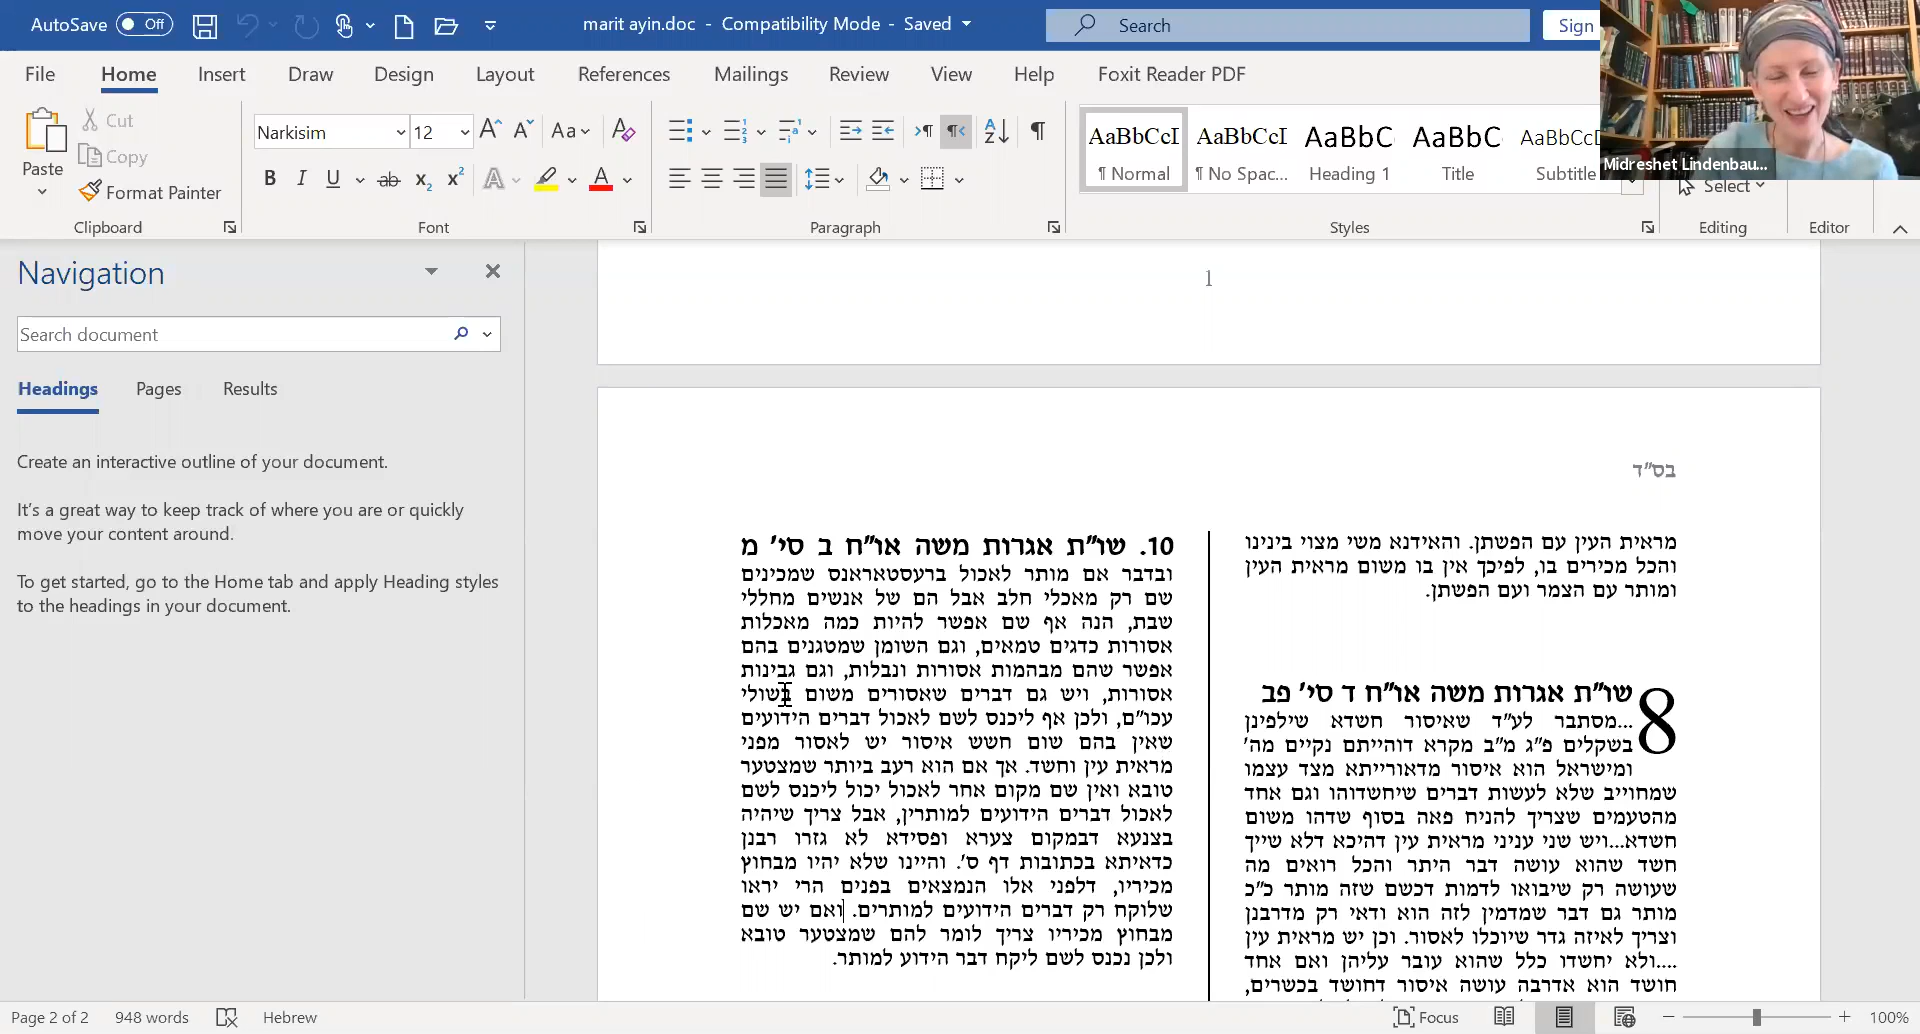 AutoSave Off
marit ayin.doc - Compatibility Mode - Saved
Search
Sign
File Home Insert Draw Design Layout References Mailings Review View Help Foxit Reader PDF
Midreshet Lindenbau...
Paste
Cut
Copy
Format Painter
Clipboard
Narkisim 12
Font
Paragraph
AaBbCcI AaBbCcI AaBbC AaBbC AaBbCcD
¶ Normal ¶ No Spac... Heading 1 Title Subtitle
Styles
Select
Editing
Editor
Navigation
Search document
Headings Pages Results
Create an interactive outline of your document.
It's a great way to keep track of where you are or quickly
move your content around.
To get started, go to the Home tab and apply Heading styles
to the headings in your document.
1
בס"ד
מראית העין עם הפשתן. והאידנא משי מצוי בינינו
והכל מכירים בו, לפיכך אין בו משום מראית העין
ומותר עם הצמר ועם הפשתן.
8
שו"ת אגרות משה או"ח ד סי' פב
...מסתבר לע"ד שאיסור חשדא שילפינן
בשקלים פ"ג מ"ב מקרא דוהייתם נקיים מה'
ומישראל הוא איסור מדאורייתא מצד עצמו
שמחוייב שלא לעשות דברים שיחשדוהו וגם אחד
מהטעמים שצריך להניח פאה בסוף שדהו משום
חשדא...ויש שני עניני מראית עין דהיכא דלא שייך
חשד שהוא עושה דבר היתר והכל רואים מה
שעושה רק שיבואו לדמות דכשם שזה מותר כ"כ
מותר גם דבר שמדמין לזה הוא ודאי רק מדרבנן
וצריך לאיזה גדר שיוכלו לאסור. וכן יש מראית עין
....ולא יחשדו כלל שהוא עובר עליהן ואם אחד
חושד הוא אדרבה עושה איסור דחושד בכשרים,
10. שו"ת אגרות משה או"ח ב סי' מ
ובדבר אם מותר לאכול ברעסטאראנס שמכינים
שם רק מאכלי חלב אבל הם של אנשים מחללי
שבת, הנה אף שם אפשר להיות כמה מאכלות
אסורות כדגים טמאים, וגם השומן שמטגנים בהם
אפשר שהם מבהמות אסורות ונבלות, וגם גבינות
אסורות, ויש גם דברים שאסורים משום בשולי
עכו"ם, ולכן אף ליכנס לשם לאכול דברים הידועים
שאין בהם שום חשש איסור יש לאסור מפני
מראית עין וחשד. אך אם הוא רעב ביותר שמצטער
טובא ואין שם מקום אחר לאכול יכול ליכנס לשם
לאכול דברים הידועים למותרין, אבל צריך שיהיה
בצנעא דבמקום צערא ופסידא לא גזרו רבנן
כדאיתא בכתובות דף ס'. והיינו שלא יהיו מבחוץ
מכיריו, דלפני אלו הנמצאים בפנים הרי יראו
שלוקח רק דברים הידועים למותרים. ואם יש שם
מבחוץ מכיריו צריך לומר להם שמצטער טובא
ולכן נכנס לשם ליקח דבר הידוע למותר.
Page 2 of 2 948 words Hebrew
Focus
100%